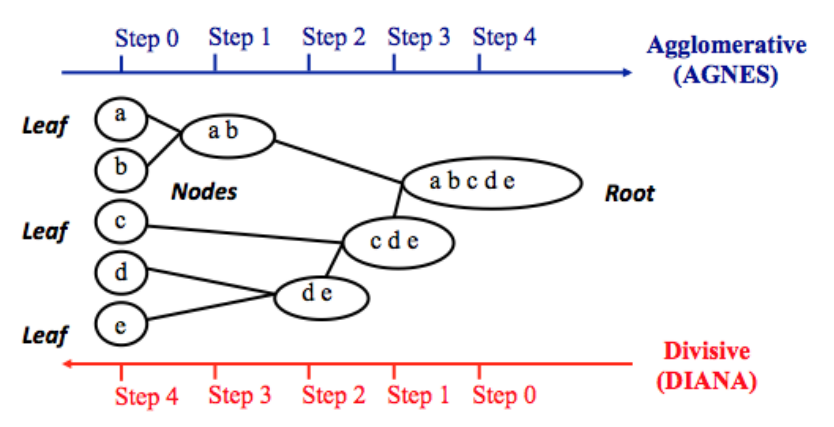 Step 0 Step 1 Step 2 Step 3 Step 4
Agglomerative
(AGNES)
Leaf
a
a b
b
Nodes
a b c d e
Root
Leaf
c
c d e
d
d e
Leaf
e
Divisive
(DIANA)
Step 4 Step 3 Step 2 Step 1 Step 0